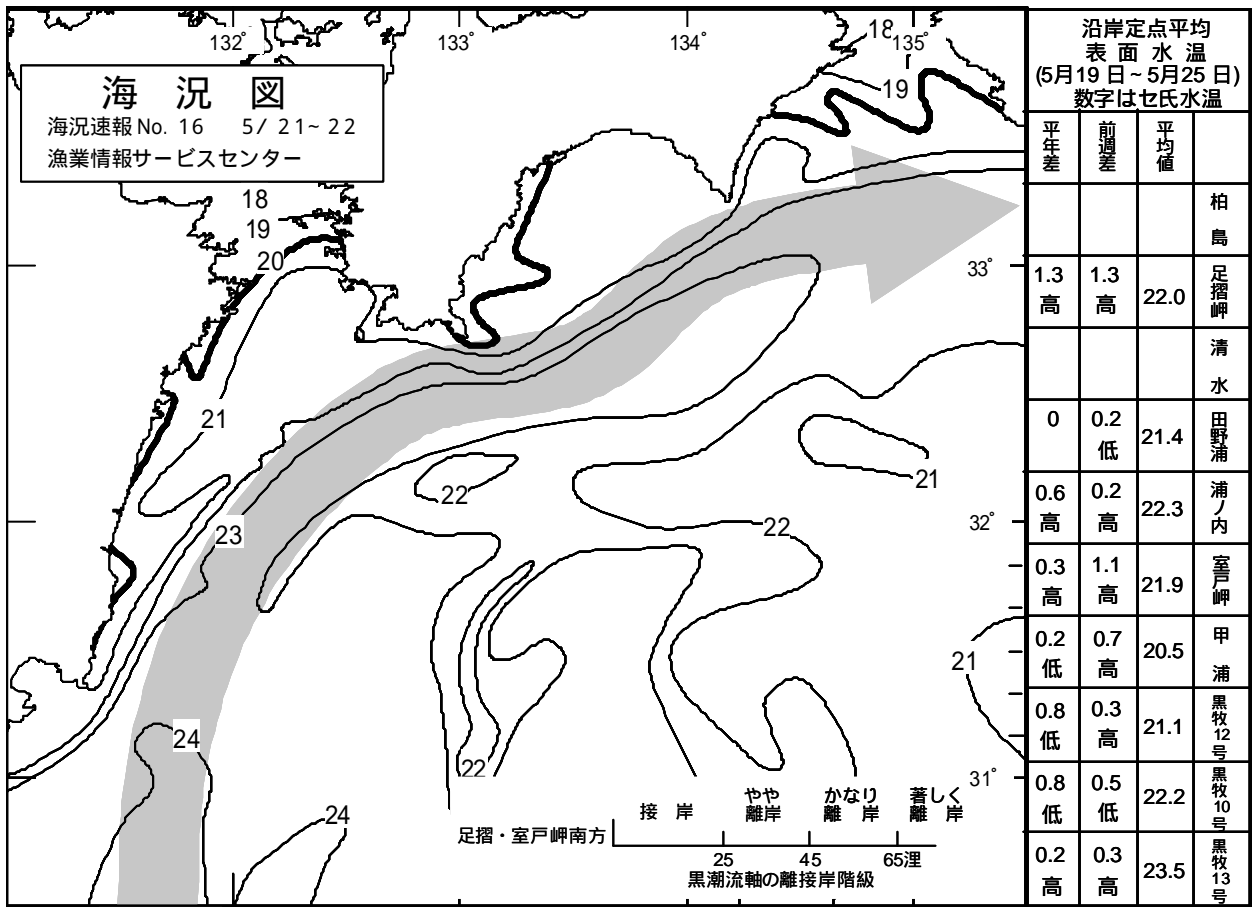 海 況 図
海況速報 No. 16 5/ 21~ 22
漁業情報サービスセンター
132°
133°
134°
135°
18
19
18
19
20
33°
21
21
22
23
22
32°
21
24
22
31°
24
接 岸
やや
離岸
かなり
離 岸
著しく
離 岸
足摺・室戸岬南方
25
45
65浬
黒潮流軸の離接岸階級
沿岸定点平均
表 面 水 温
(5月19 日~5月25 日)
数字はセ氏水温
平年差 前週差 平均値
柏島
1.3高 1.3高 22.0 足摺岬
清水
0 0.2低 21.4 田野浦
0.6高 0.2高 22.3 浦ノ内
0.3高 1.1高 21.9 室戸岬
0.2低 0.7高 20.5 甲浦
0.8低 0.3高 21.1 黒牧12号
0.8低 0.5低 22.2 黒牧10号
0.2高 0.3高 23.5 黒牧13号